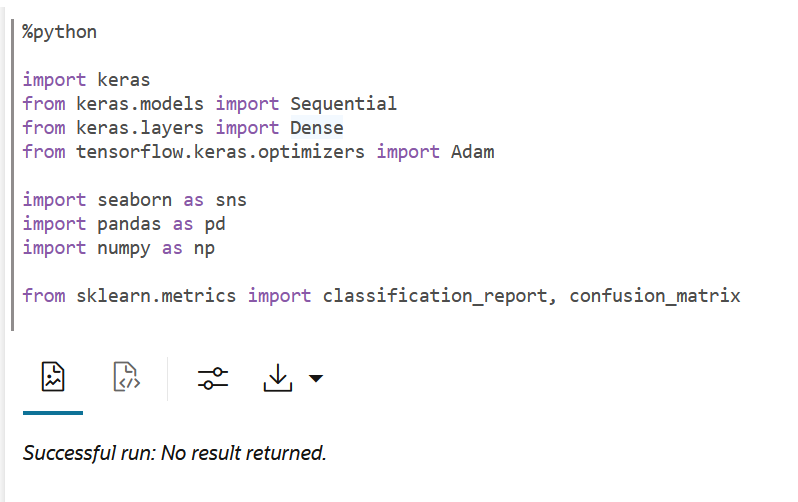 %python
import keras
from keras.models import Sequential
from keras.layers import Dense
from tensorflow.keras.optimizers import Adam
import seaborn as sns
import pandas as pd
import numpy as np
from sklearn.metrics import classification_report, confusion_matrix
Successful run: No result returned.